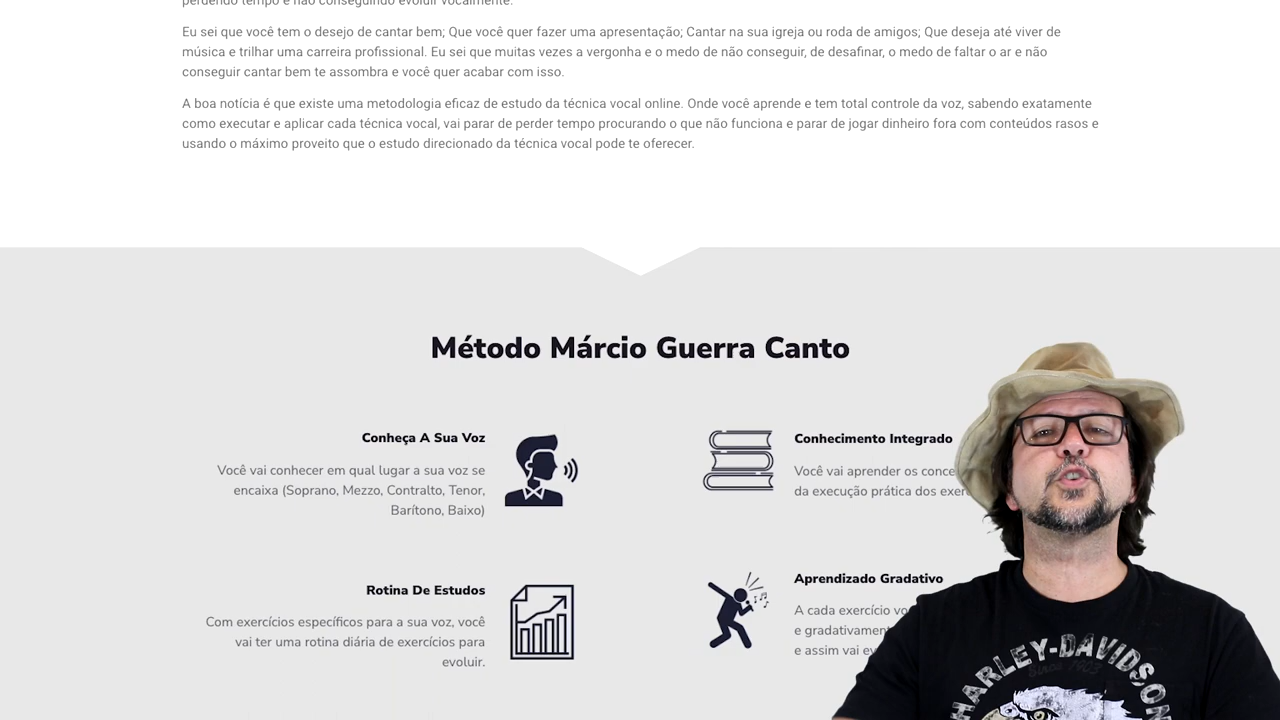 perdendo tempo e não conseguindo evoluir vocalmente.
Eu sei que você tem o desejo de cantar bem; Que você quer fazer uma apresentação; Cantar na sua igreja ou roda de amigos; Que deseja até viver de
música e trilhar uma carreira profissional. Eu sei que muitas vezes a vergonha e o medo de não conseguir, de desafinar, o medo de faltar o ar e não
conseguir cantar bem te assombra e você quer acabar com isso.
A boa notícia é que existe uma metodologia eficaz de estudo da técnica vocal online. Onde você aprende e tem total controle da voz, sabendo exatamente
como executar e aplicar cada técnica vocal, vai parar de perder tempo procurando o que não funciona e parar de jogar dinheiro fora com conteúdos rasos e
usando o máximo proveito que o estudo direcionado da técnica vocal pode te oferecer.
Método Márcio Guerra Canto
Conheça A Sua Voz
Você vai conhecer em qual lugar a sua voz se
encaixa (Soprano, Mezzo, Contralto, Tenor,
Barítono, Baixo)
Conhecimento Integrado
Você vai aprender os
da execução prática dos
Rotina De Estudos
Com exercícios específicos para a sua voz, você
vai ter uma rotina diária de exercícios para
evoluir.
Aprendizado Gradativo
A cada exercício
e
e assim vai
HARLEY-DAVIDSON
Since 1903